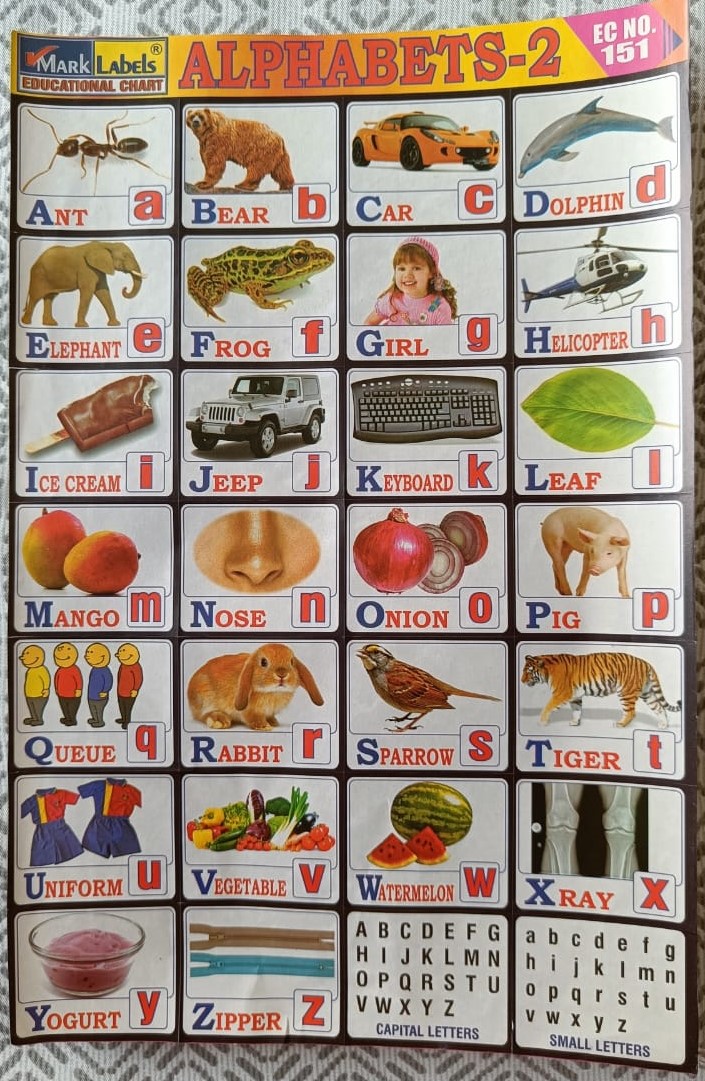 Mark Labels®
EDUCATIONAL CHART
ALPHABETS-2
EC NO.
151
ANT a
BEAR b
CAR c
DOLPHIN d
ELEPHANT e
FROG f
GIRL g
HELICOPTER h
ICE CREAM i
JEEP j
KEYBOARD k
LEAF l
MANGO m
NOSE n
ONION o
PIG p
QUEUE q
RABBIT r
SPARROW s
TIGER t
UNIFORM u
VEGETABLE v
WATERMELON w
X RAY x
YOGURT y
ZIPPER z
A B C D E F G
H I J K L M N
O P Q R S T U
V W X Y Z
CAPITAL LETTERS
a b c d e f g
h i j k l m n
o p q r s t u
v w x y z
SMALL LETTERS